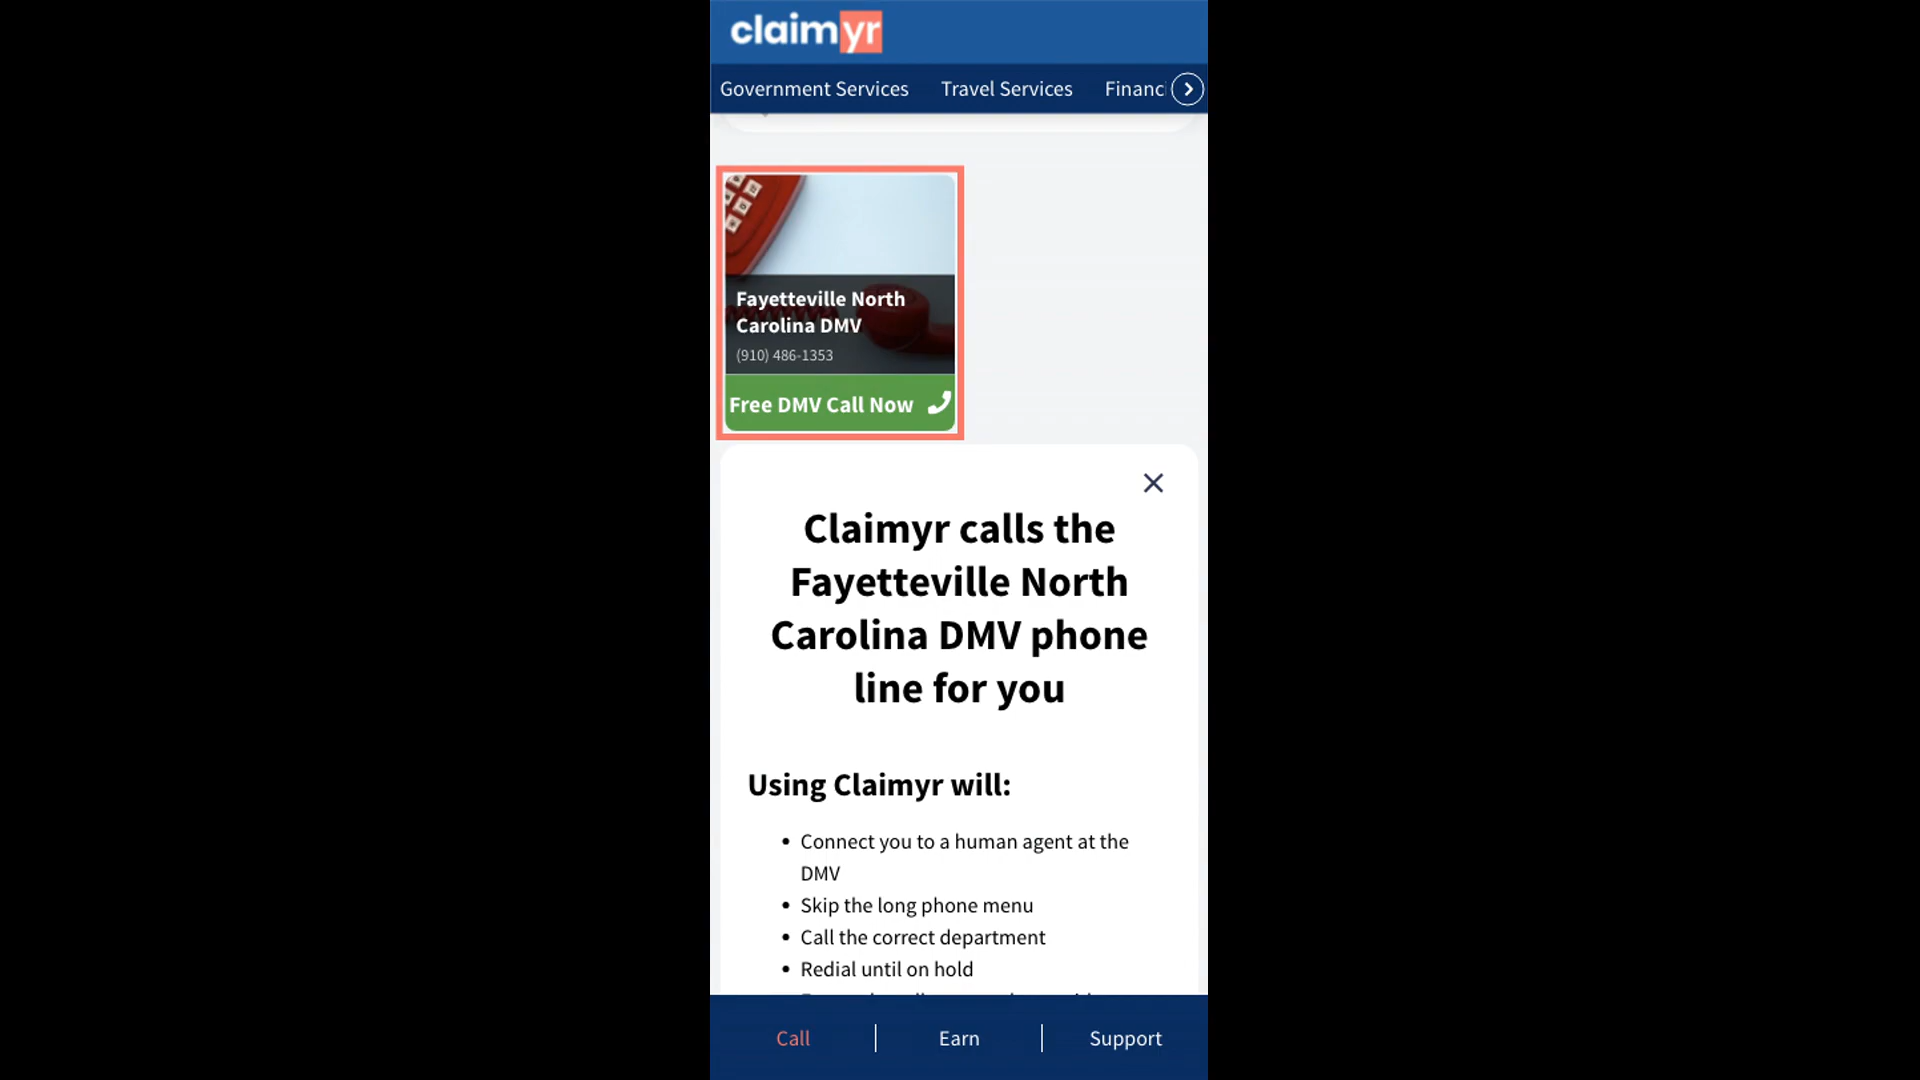 claimyr
Government Services Travel Services Financ
Fayetteville North
Carolina DMV
(910) 486-1353
Free DMV Call Now
Claimyr calls the
Fayetteville North
Carolina DMV phone
line for you
Using Claimyr will:
• Connect you to a human agent at the
DMV
• Skip the long phone menu
• Call the correct department
• Redial until on hold
Call | Earn | Support